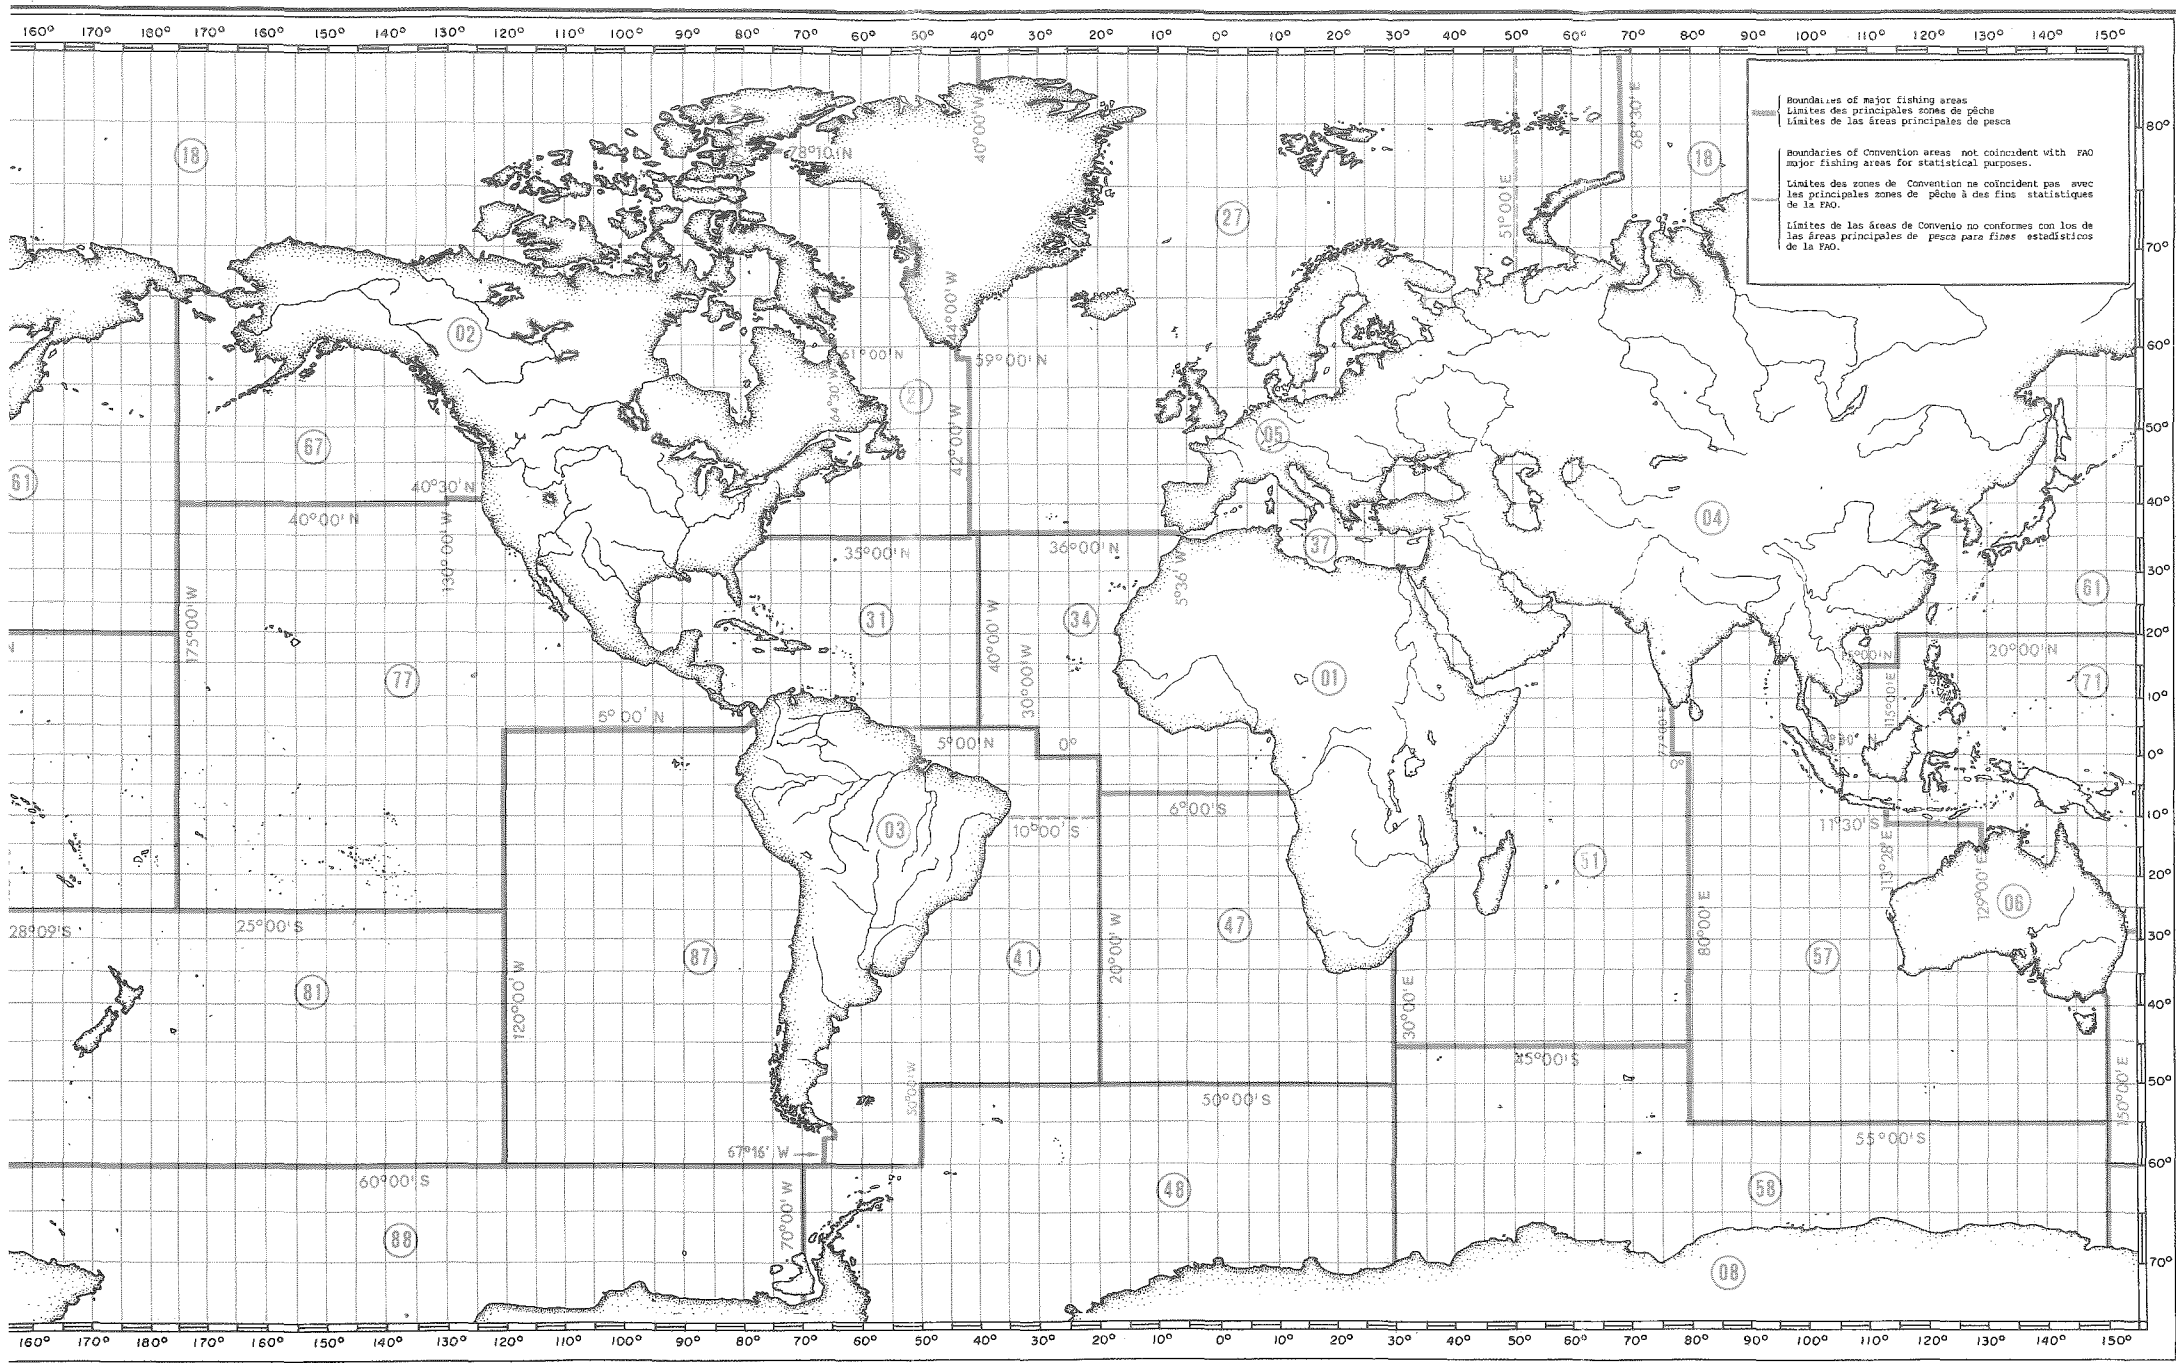 160° 170° 180° 170° 160° 150° 140° 130° 120° 110° 100° 90° 80° 70° 60° 50° 40° 30° 20° 10° 0° 10° 20° 30° 40° 50° 60° 70° 80° 90° 100° 110° 120° 130° 140° 150°
Boundaries of major fishing areas
Limites des principales zones de pêche
Límites de las áreas principales de pesca
Boundaries of Convention areas not coincident with FAO
major fishing areas for statistical purposes.
Limites des zones de Convention ne coïncident pas avec
les principales zones de pêche à des fins statistiques
de la FAO.
Límites de las áreas de Convenio no conformes con los de
las áreas principales de pesca para fines estadísticos
de la FAO.
80°
70°
60°
50°
40°
30°
20°
10°
0°
10°
20°
30°
40°
50°
60°
70°
18
78°10'N
40°00'W
68°30'E
18
27
51°00'E
02
44°00'W
61°00'N
59°00'N
64°30'W
21
42°00'W
05
67
61
40°30'N
40°00'N
130°00'W
35°00'N
36°00'N
37
04
5°36'W
175°00'W
31
40°00'W
34
30°00'W
01
61
20°00'N
15°00'N
115°00'E
71
77
N
5°00'N
5°00'N
0°
77°00'E
0°
6°00'S
10°00'S
03
11°30'S
113°28'E
129°00'E
51
06
28°09'S
25°00'S
87
41
20°00'W
47
80°00'E
57
81
120°00'W
30°00'E
45°00'S
50°00'W
50°00'S
150°00'E
55°00'S
67°16' W
60°00'S
70°00'W
48
58
88
08
160° 170° 180° 170° 160° 150° 140° 130° 120° 110° 100° 90° 80° 70° 60° 50° 40° 30° 20° 10° 0° 10° 20° 30° 40° 50° 60° 70° 80° 90° 100° 110° 120° 130° 140° 150°